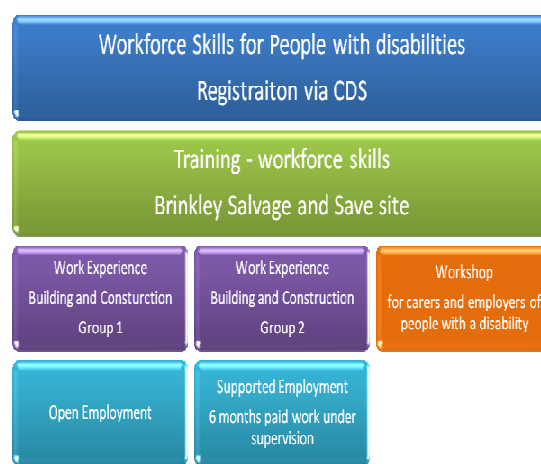 Workforce Skills for People with disabilities
Registraiton via CDS
Training - workforce skills
Brinkley Salvage and Save site
Work Experience
Building and Consturction
Group 1
Work Experience
Building and Construction
Group 2
Workshop
for carers and employers of
people with a disability
Open Employment
Supported Employment
6 months paid work under
supervision